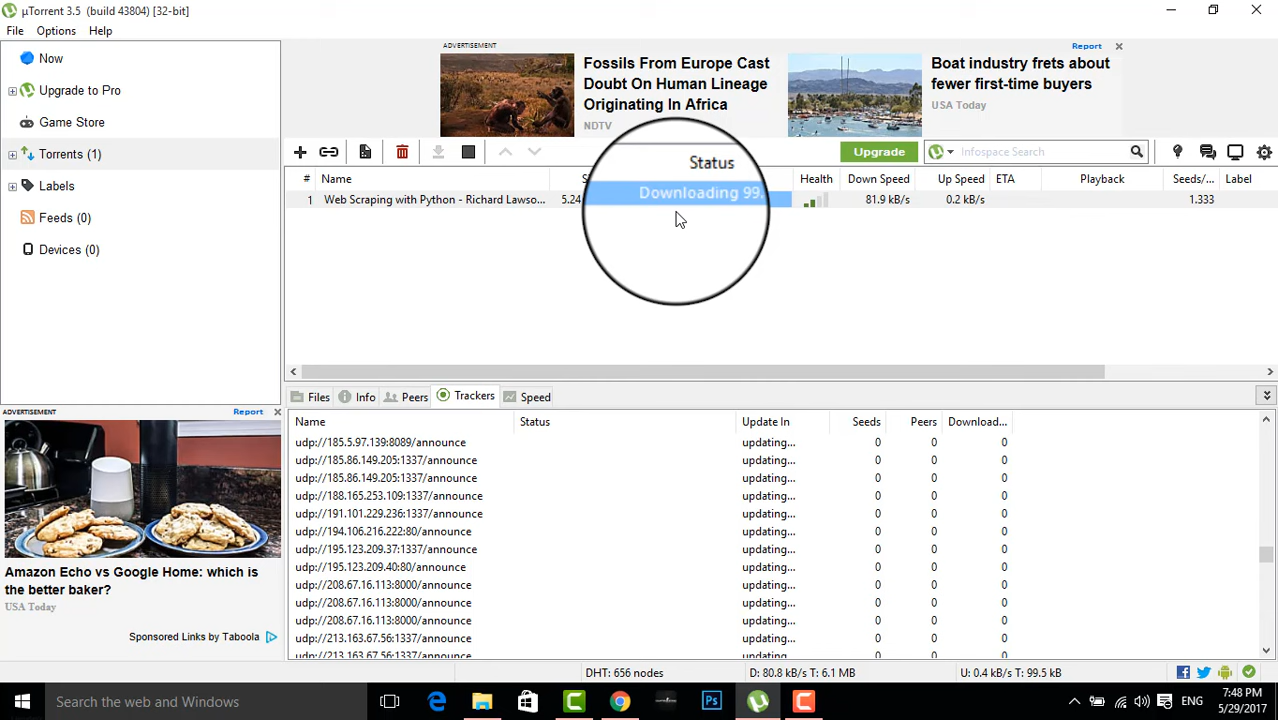 µTorrent 3.5 (build 43804) [32-bit]
File Options Help
Now
Upgrade to Pro
Game Store
Torrents (1)
Labels
Feeds (0)
Devices (0)
ADVERTISEMENT
Report
Fossils From Europe Cast
Doubt On Human Lineage
Originating In Africa
NDTV
Boat industry frets about
fewer first-time buyers
USA Today
Upgrade
Infospace Search
# Name Status Health Down Speed Up Speed ETA Playback Seeds/... Label
1 Web Scraping with Python - Richard Lawso... 5.24 Downloading 99. 81.9 kB/s 0.2 kB/s 1.333
Files Info Peers Trackers Speed
Name Status Update In Seeds Peers Download...
udp://185.5.97.139:8089/announce updating... 0 0 0
udp://185.86.149.205:1337/announce updating... 0 0 0
udp://185.86.149.205:1337/announce updating... 0 0 0
udp://188.165.253.109:1337/announce updating... 0 0 0
udp://191.101.229.236:1337/announce updating... 0 0 0
udp://194.106.216.222:80/announce updating... 0 0 0
udp://195.123.209.37:1337/announce updating... 0 0 0
udp://195.123.209.40:80/announce updating... 0 0 0
udp://208.67.16.113:8000/announce updating... 0 0 0
udp://208.67.16.113:8000/announce updating... 0 0 0
udp://208.67.16.113:8000/announce updating... 0 0 0
udp://213.163.67.56:1337/announce updating... 0 0 0
udp://213.163.67.56:1337/announce updating... 0 0 0
ADVERTISEMENT
Report
Amazon Echo vs Google Home: which is
the better baker?
USA Today
Sponsored Links by Taboola
DHT: 656 nodes D: 80.8 kB/s T: 6.1 MB U: 0.4 kB/s T: 99.5 kB
Search the web and Windows
Ps
ENG
7:48 PM
5/29/2017